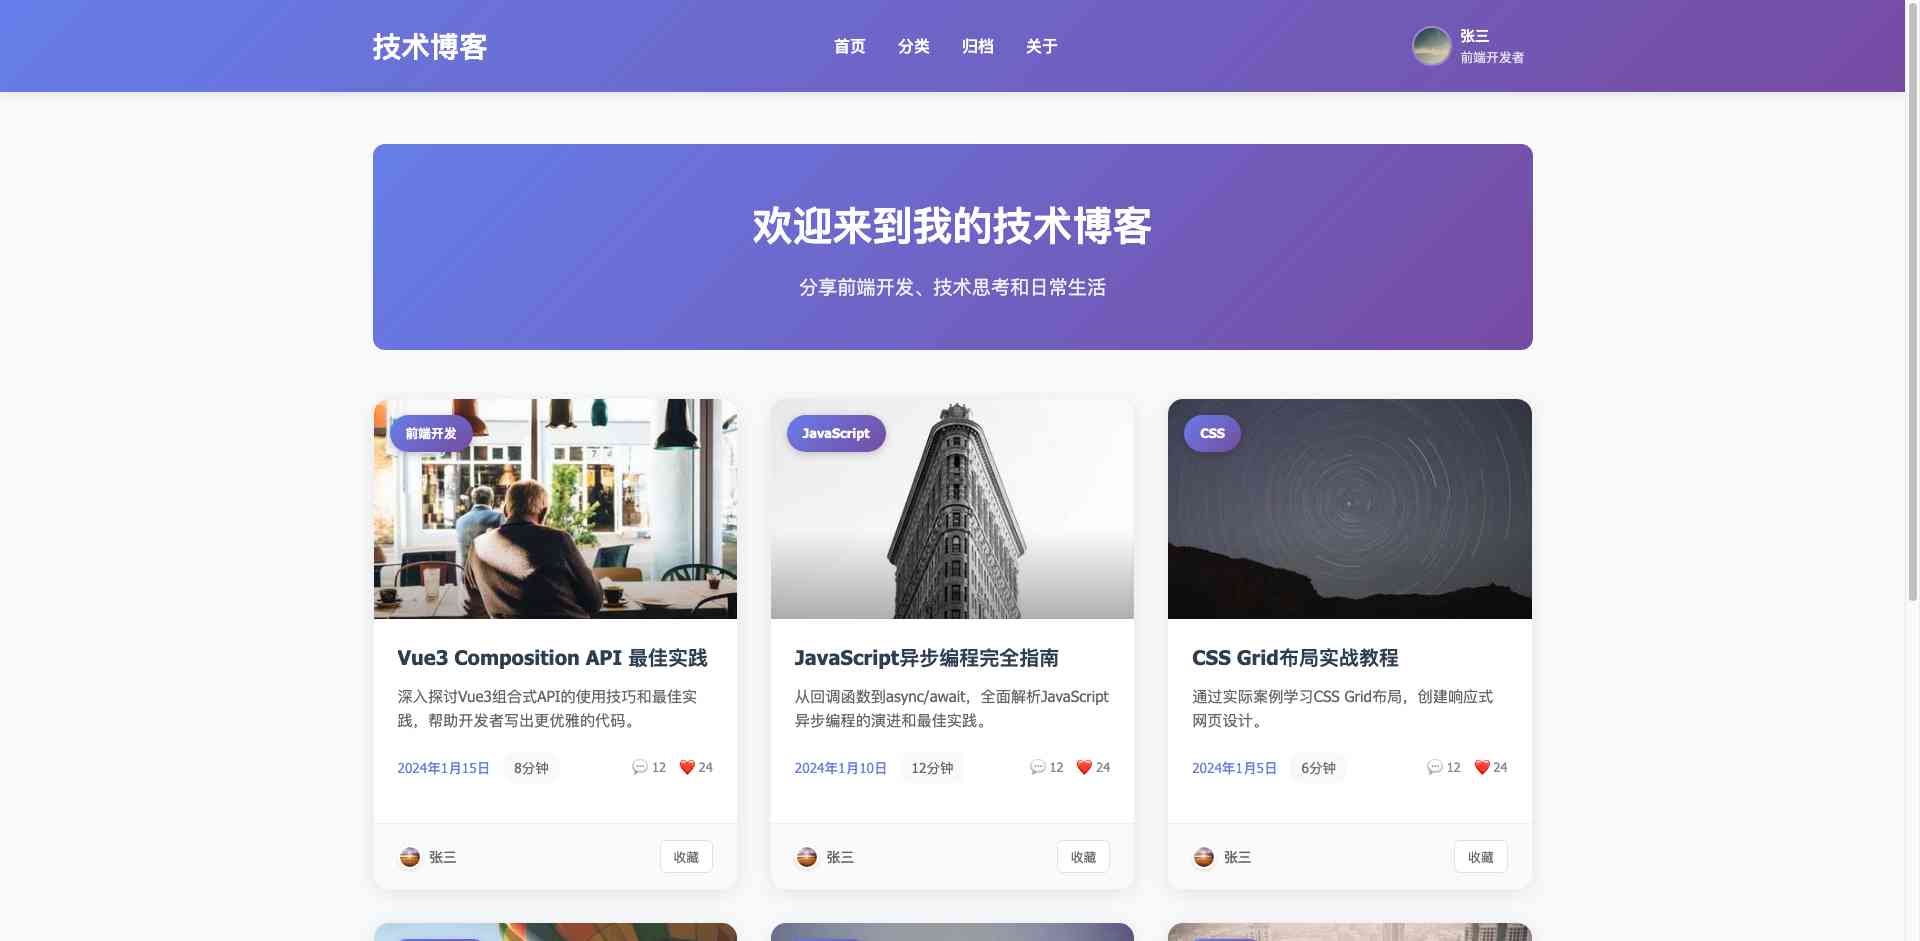 技术博客
首页 分类 归档 关于
张三
前端开发者
欢迎来到我的技术博客
分享前端开发、技术思考和日常生活
前端开发
Vue3 Composition API 最佳实践
深入探讨Vue3组合式API的使用技巧和最佳实
践，帮助开发者写出更优雅的代码。
2024年1月15日 8分钟 💬 12 ❤️ 24
张三 收藏
JavaScript
JavaScript异步编程完全指南
从回调函数到async/await，全面解析JavaScript
异步编程的演进和最佳实践。
2024年1月10日 12分钟 💬 12 ❤️ 24
张三 收藏
CSS
CSS Grid布局实战教程
通过实际案例学习CSS Grid布局，创建响应式
网页设计。
2024年1月5日 6分钟 💬 12 ❤️ 24
张三 收藏